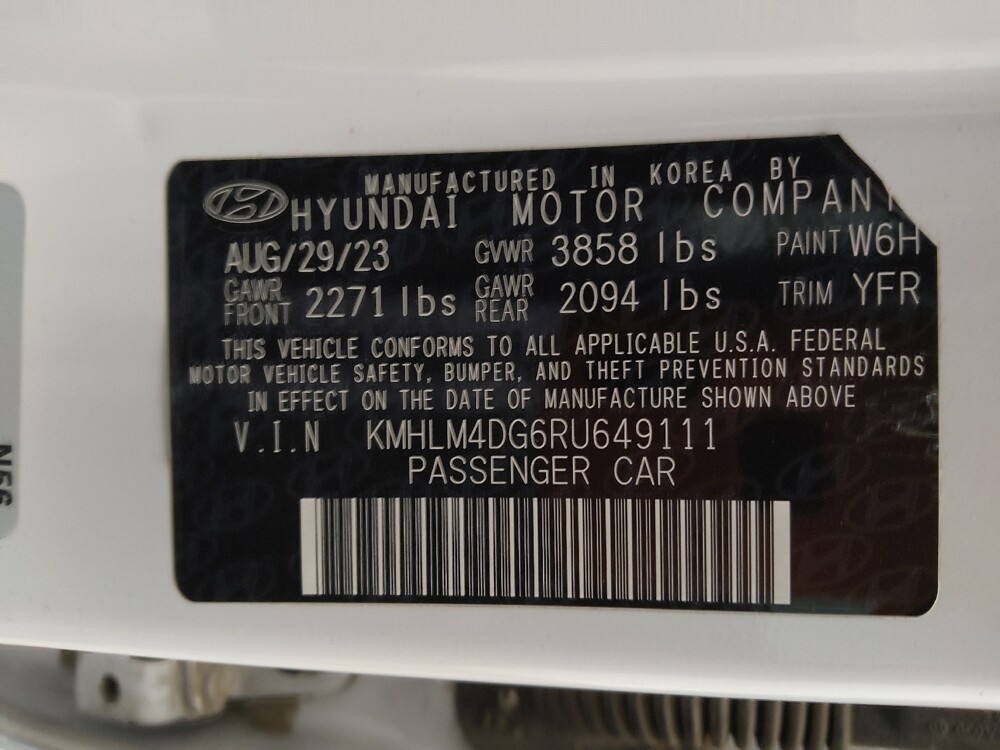 MANUFACTURED IN KOREA BY
HYUNDAI MOTOR COMPANY
AUG/29/23 GVWR 3858 lbs PAINT W6H
GAWR FRONT 2271 lbs GAWR REAR 2094 lbs TRIM YFR
THIS VEHICLE CONFORMS TO ALL APPLICABLE U.S.A. FEDERAL
MOTOR VEHICLE SAFETY, BUMPER, AND THEFT PREVENTION STANDARDS
IN EFFECT ON THE DATE OF MANUFACTURE SHOWN ABOVE
V.I.N KMHLM4DG6RU649111
PASSENGER CAR
N56